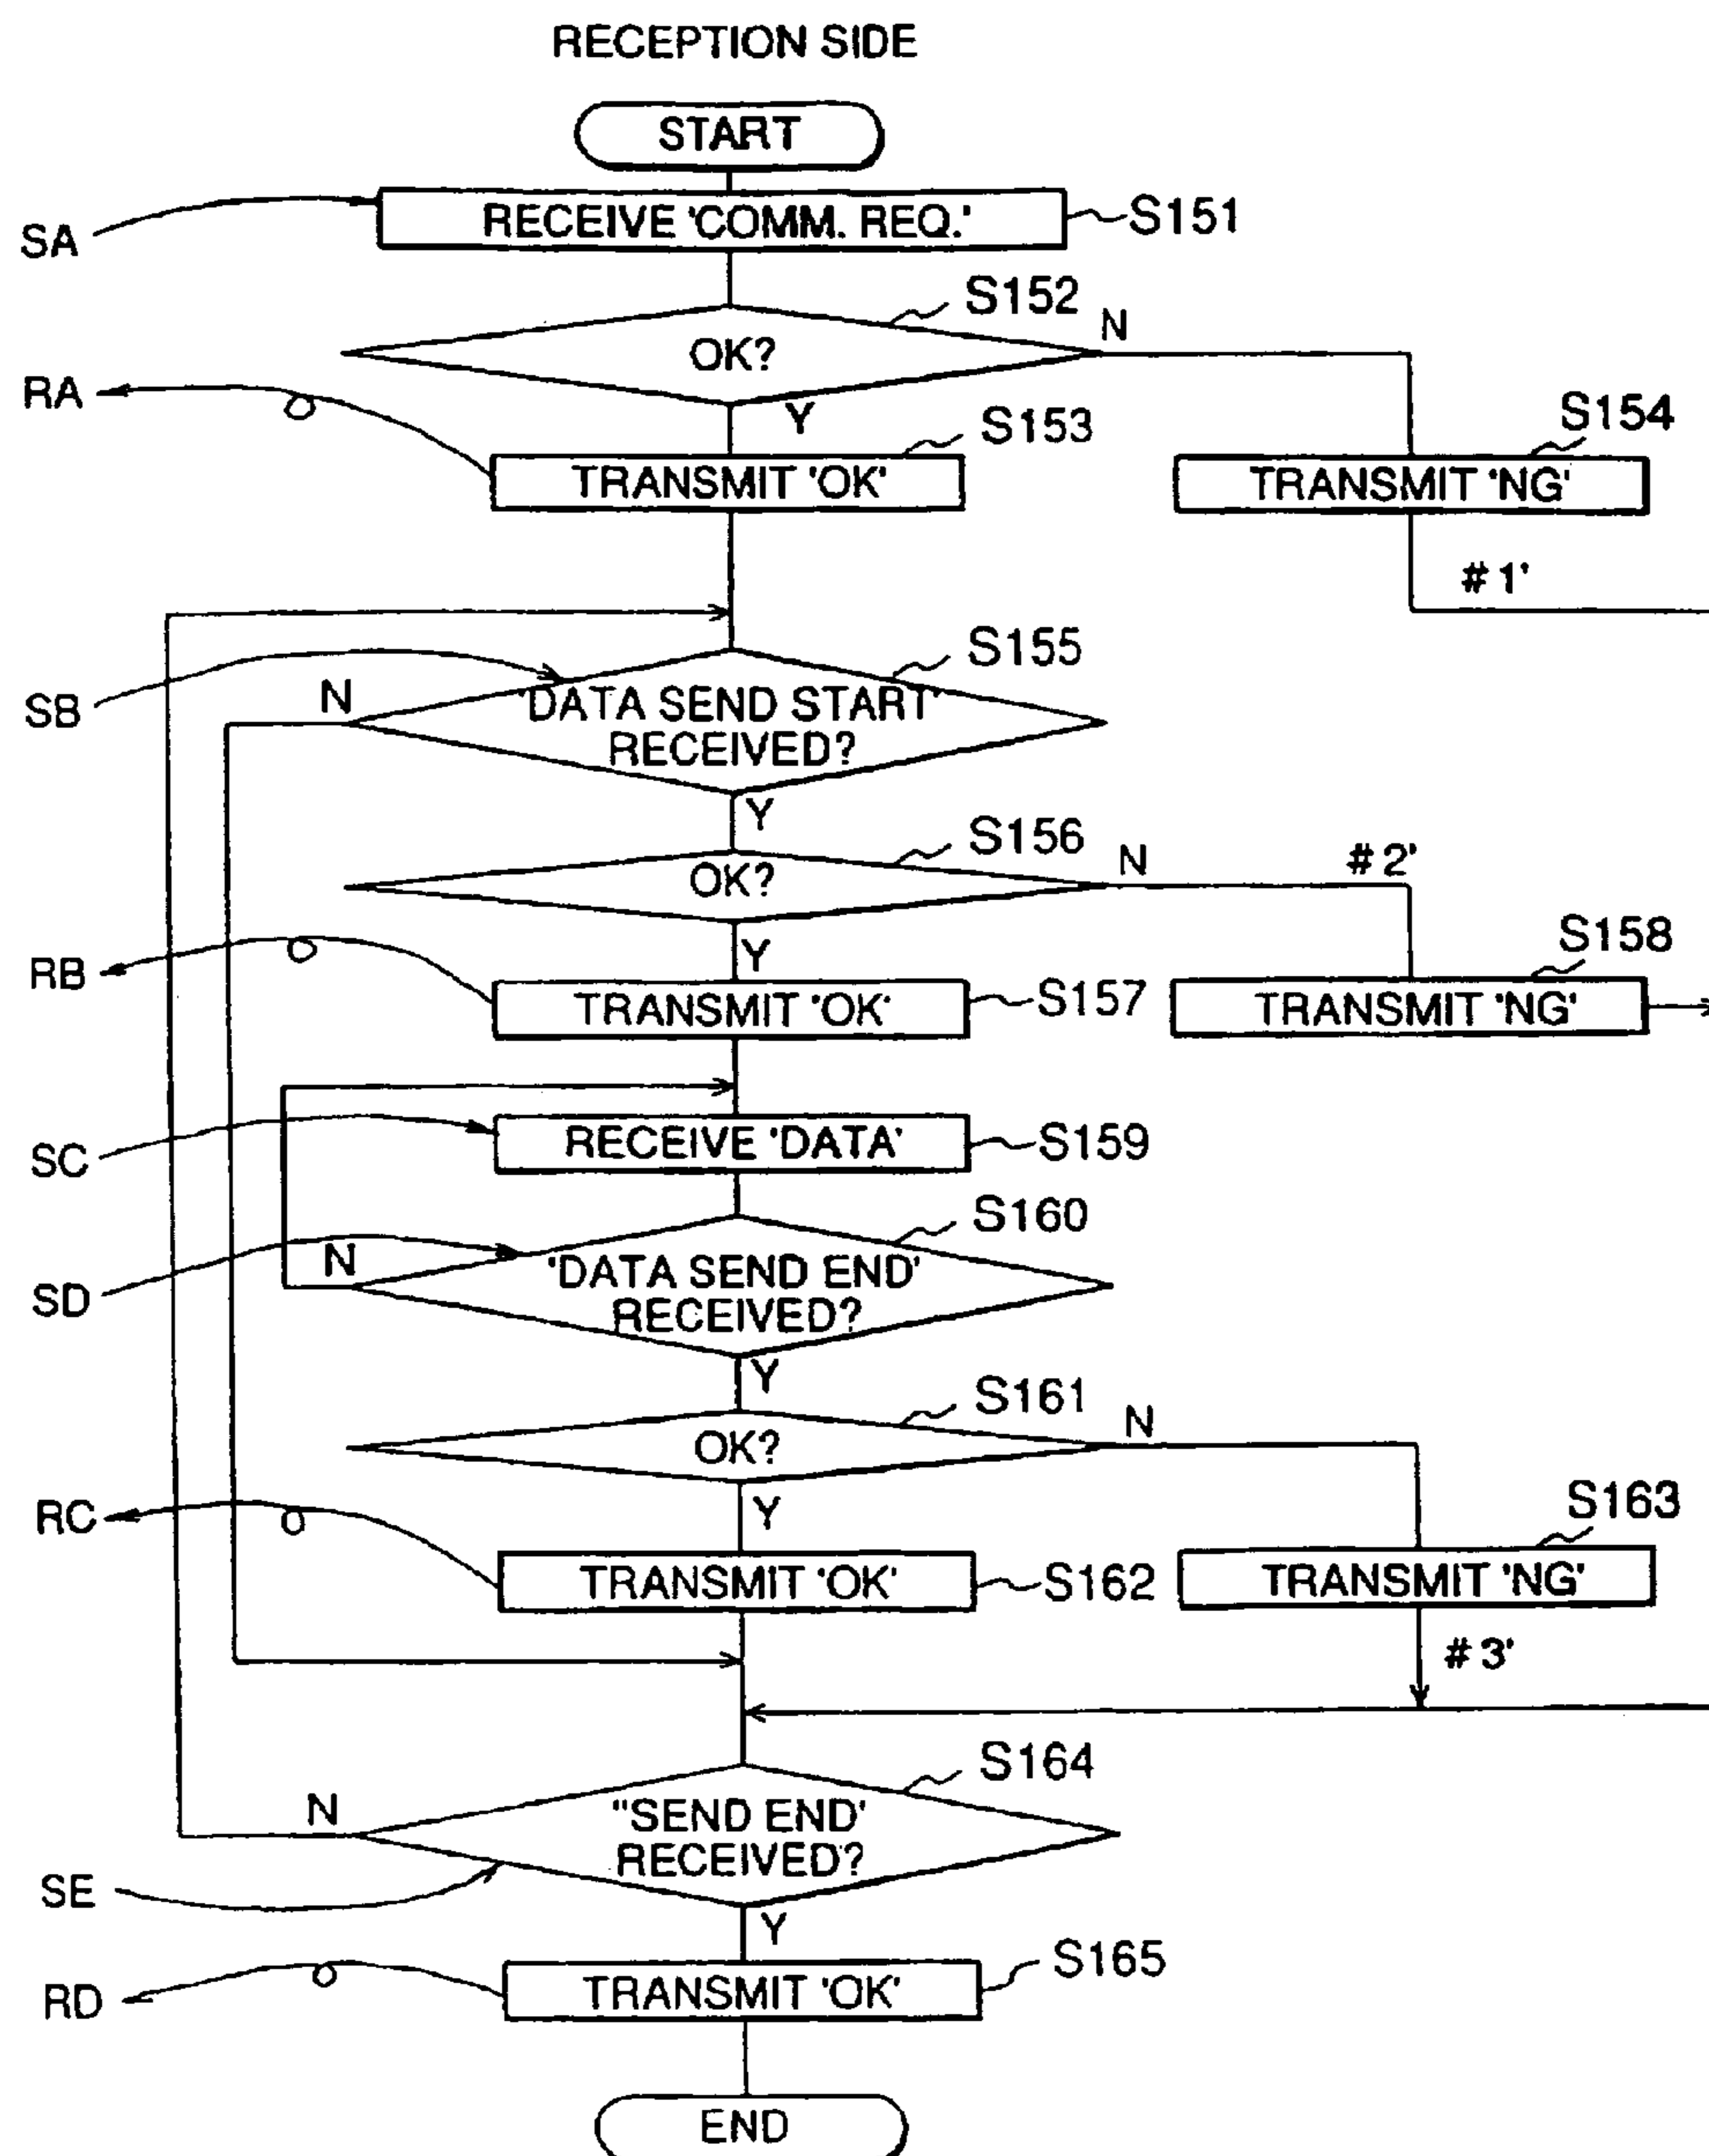 RECEPTION SIDE
START
SA
RECEIVE 'COMM. REQ.'
S151
S152
N
OK?
RA
Y
S153
S154
TRANSMIT 'OK'
TRANSMIT 'NG'
# 1'
S155
SB
N
'DATA SEND START'
RECEIVED?
Y
S156
N
# 2'
OK?
S158
RB
Y
TRANSMIT 'OK'
S157
TRANSMIT 'NG'
SC
RECEIVE 'DATA'
S159
S160
SD
N
'DATA SEND END'
RECEIVED?
Y
S161
N
OK?
RC
Y
S163
TRANSMIT 'OK'
S162
TRANSMIT 'NG'
# 3'
S164
N
"SEND END'
RECEIVED?
SE
Y
S165
RD
TRANSMIT 'OK'
END